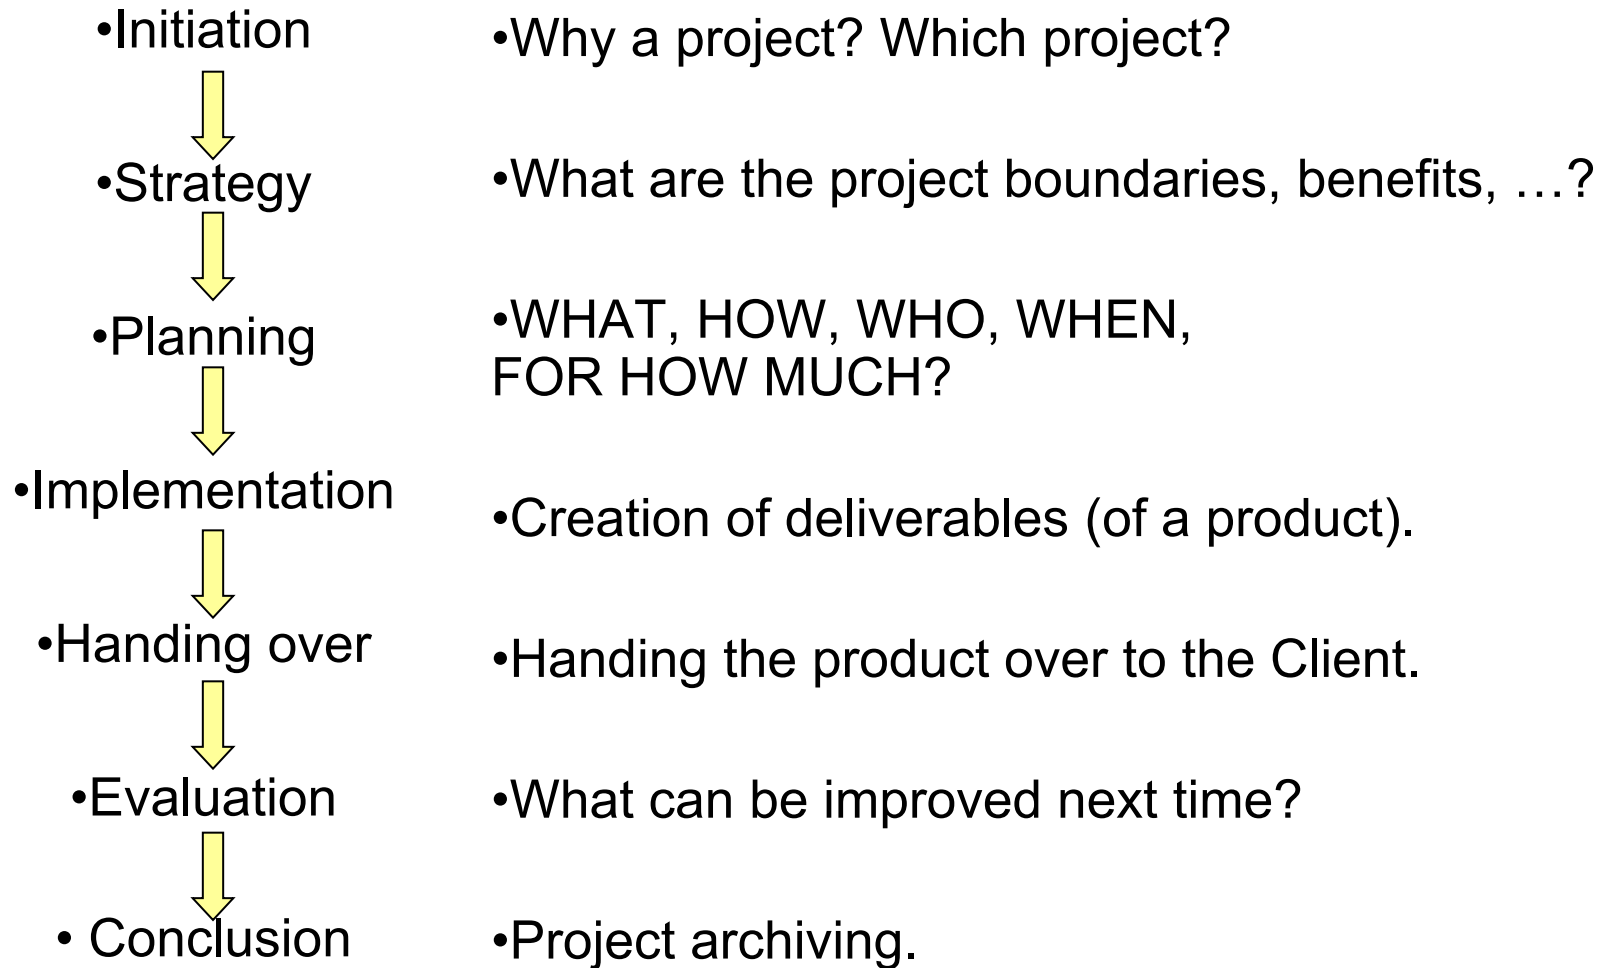 •Initiation
•Why a project? Which project?
•Strategy
•What are the project boundaries, benefits, …?
•Planning
•WHAT, HOW, WHO, WHEN,
FOR HOW MUCH?
•Implementation
•Creation of deliverables (of a product).
•Handing over
•Handing the product over to the Client.
•Evaluation
•What can be improved next time?
• Conclusion
•Project archiving.